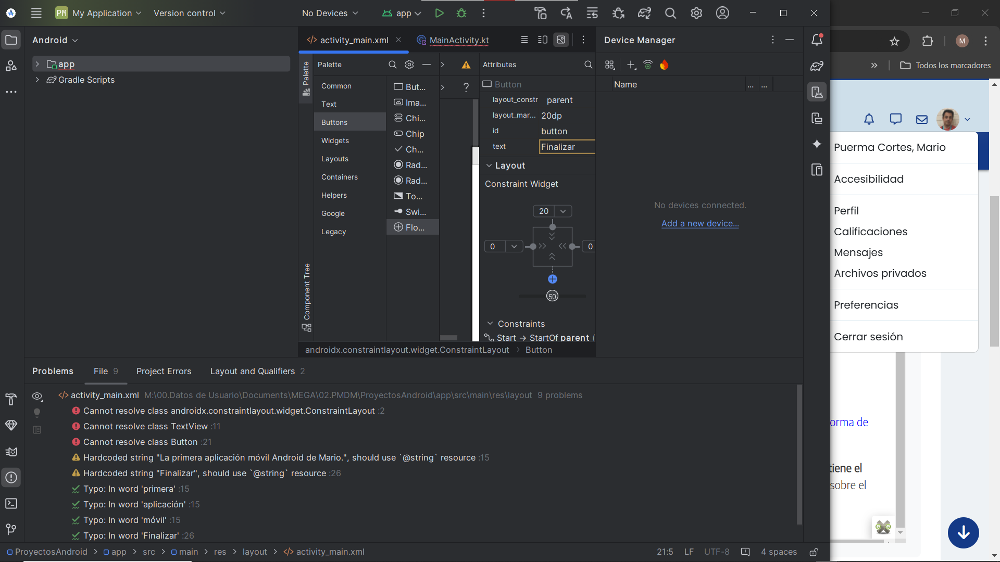 PM My Application
Version control
No Devices
app
Android
app
Gradle Scripts
activity_main.xml
MainActivity.kt
Palette
Component Tree
Palette
Common
Text
Buttons
Widgets
Layouts
Containers
Helpers
Google
Legacy
But...
Ima...
Chi...
Chip
Ch...
Rad...
Rad...
To...
Swi...
Flo...
?
Attributes
Button
layout_constr parent
layout_mar... 20dp
id button
text Finalizar
Layout
Constraint Widget
20
0
0
50
Constraints
Start → StartOf parent (
androidx.constraintlayout.widget.ConstraintLayout > Button
Device Manager
Name ... ...
No devices connected.
Add a new device...
Problems File 9 Project Errors Layout and Qualifiers 2
activity_main.xml M:\00.Datos de Usuario\Documents\MEGA\02.PMDM\ProyectosAndroid\app\src\main\res\layout 9 problems
Cannot resolve class androidx.constraintlayout.widget.ConstraintLayout :2
Cannot resolve class TextView :11
Cannot resolve class Button :21
Hardcoded string "La primera aplicación móvil Android de Mario.", should use `@string` resource :15
Hardcoded string "Finalizar", should use `@string` resource :26
Typo: In word 'primera' :15
Typo: In word 'aplicación' :15
Typo: In word 'móvil' :15
Typo: In word 'Finalizar' :26
ProyectosAndroid > app > src > main > res > layout > activity_main.xml
21:5 LF UTF-8 4 spaces
M
» Todos los marcadores
Puerma Cortes, Mario
Accesibilidad
Perfil
Calificaciones
Mensajes
Archivos privados
Preferencias
Cerrar sesión
orma de
tiene el
sobre el